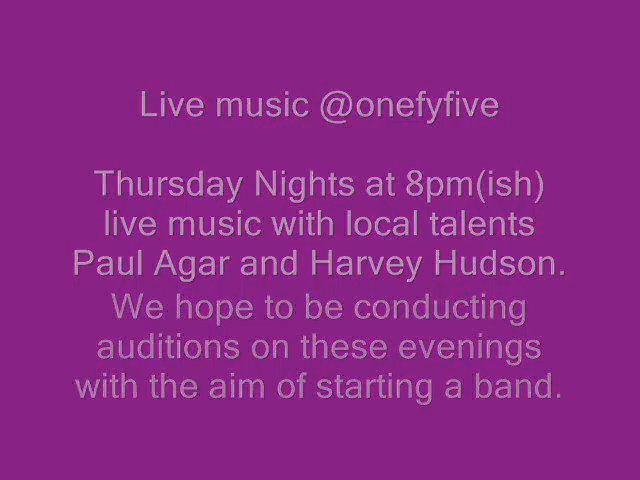 Live music @onefyfive
Thursday Nights at 8pm(ish)
live music with local talents
Paul Agar and Harvey Hudson.
We hope to be conducting
auditions on these evenings
with the aim of starting a band.